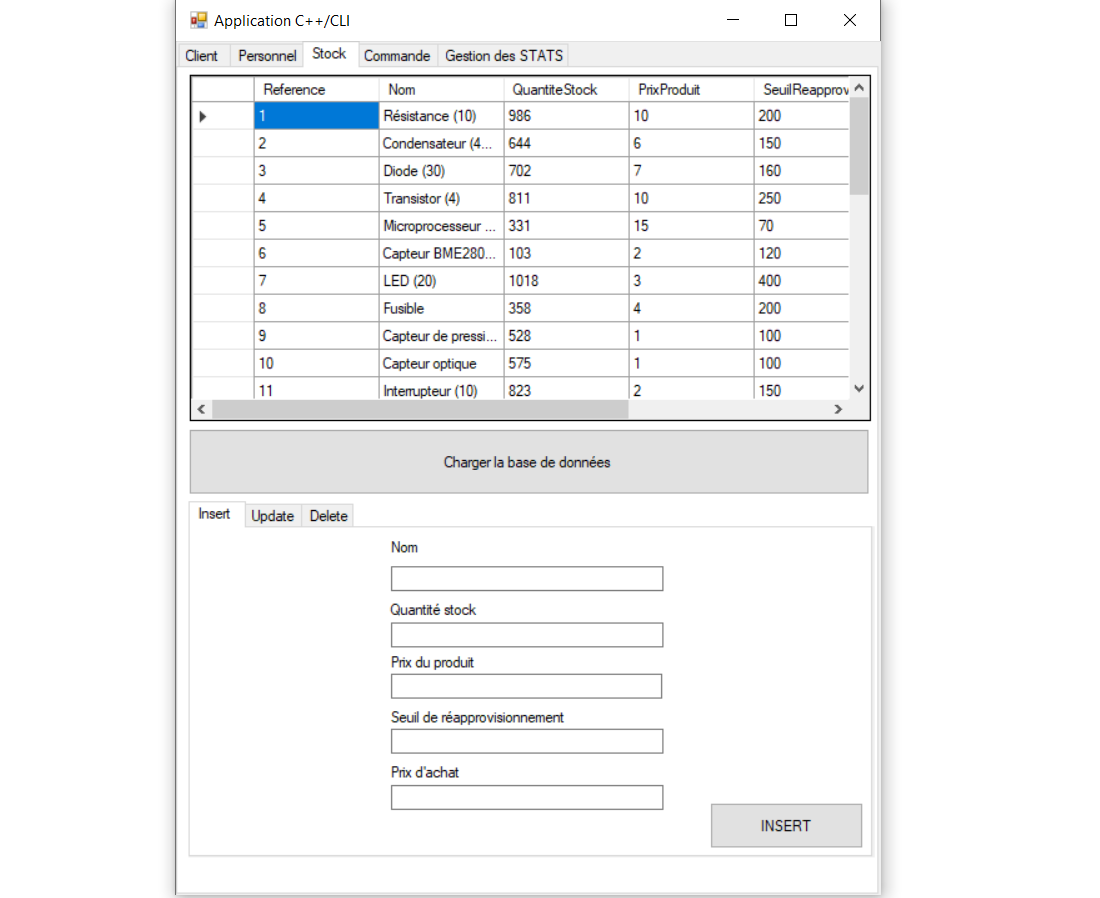 Application C++/CLI
Client Personnel Stock Commande Gestion des STATS
Reference Nom QuantiteStock PrixProduit SeuilReapprov
1 Résistance (10) 986 10 200
2 Condensateur (4... 644 6 150
3 Diode (30) 702 7 160
4 Transistor (4) 811 10 250
5 Microprocesseur ... 331 15 70
6 Capteur BME280... 103 2 120
7 LED (20) 1018 3 400
8 Fusible 358 4 200
9 Capteur de pressi... 528 1 100
10 Capteur optique 575 1 100
11 Interrupteur (10) 823 2 150
Charger la base de données
Insert Update Delete
Nom
Quantité stock
Prix du produit
Seuil de réapprovisionnement
Prix d'achat
INSERT